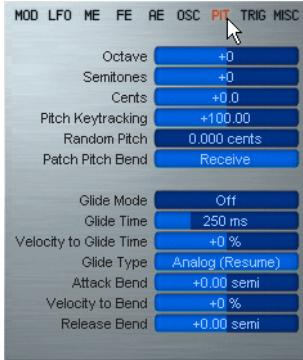 MOD LFO ME FE AE OSC PIT TRIG MISC
Octave +0
Semitones +0
Cents +0.0
Pitch Keytracking +100.00
Random Pitch 0.000 cents
Patch Pitch Bend Receive
Glide Mode Off
Glide Time 250 ms
Velocity to Glide Time +0 %
Glide Type Analog (Resume)
Attack Bend +0.00 semi
Velocity to Bend +0 %
Release Bend +0.00 semi